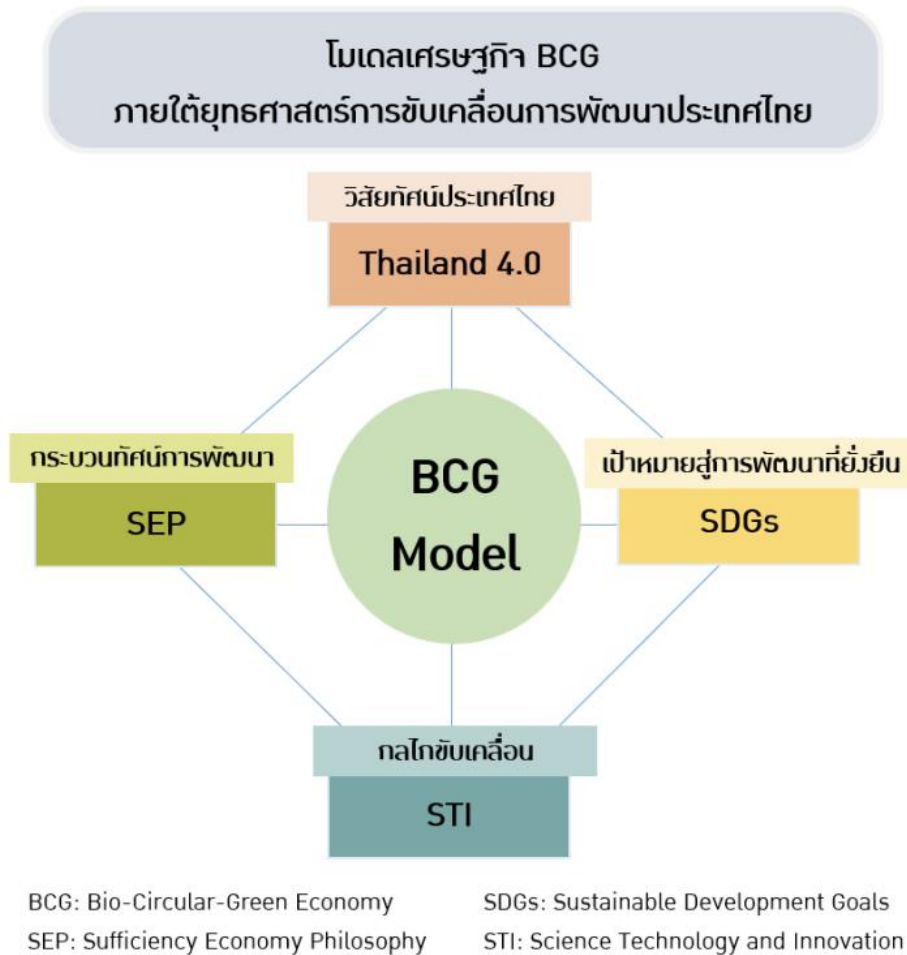 โมเดลเศรษฐกิจ BCG
ภายใต้ยุทธศาสตร์การขับเคลื่อนการพัฒนาประเทศไทย
วิสัยทัศน์ประเทศไทย
Thailand 4.0
กระบวนทัศน์การพัฒนา
SEP
BCG
Model
เป้าหมายสู่การพัฒนาที่ยั่งยืน
SDGs
กลไกขับเคลื่อน
STI
BCG: Bio-Circular-Green Economy
SDGs: Sustainable Development Goals
SEP: Sufficiency Economy Philosophy
STI: Science Technology and Innovation